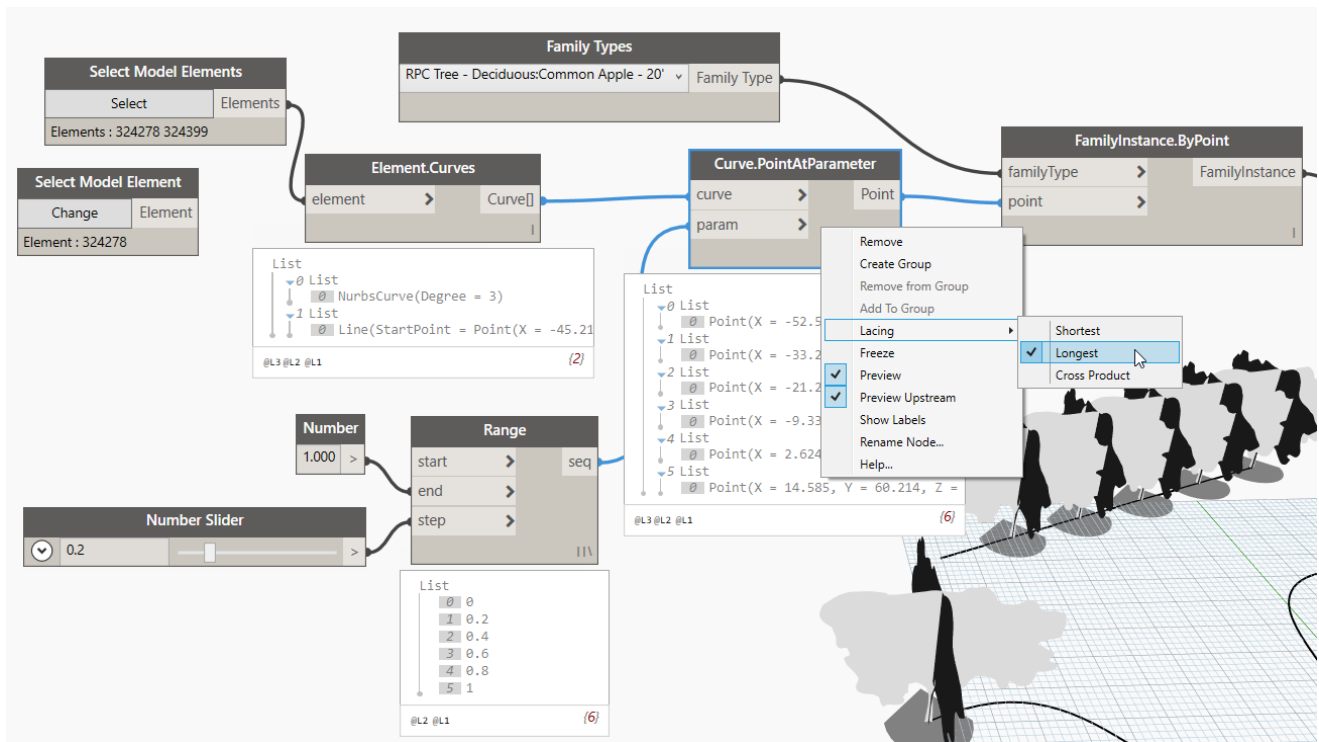 Family Types
RPC Tree - Deciduous:Common Apple - 20'
Family Type
Select Model Elements
Select
Elements
Elements : 324278 324399
Select Model Element
Change
Element
Element : 324278
Element.Curves
element >
Curve[]
List
0 List
0 NurbsCurve(Degree = 3)
1 List
0 Line(StartPoint = Point(X = -45.21
@L3 @L2 @L1
{2}
Curve.PointAtParameter
curve >
Point
param >
List
0 List
0 Point(X = -52.5
1 List
0 Point(X = -33.2
2 List
0 Point(X = -21.2
3 List
0 Point(X = -9.33
4 List
0 Point(X = 2.624
5 List
0 Point(X = 14.585, Y = 60.214, Z =
@L3 @L2 @L1
{6}
FamilyInstance.ByPoint
familyType >
FamilyInstance
point >
Remove
Create Group
Remove from Group
Add To Group
Lacing
Freeze
Preview
Preview Upstream
Show Labels
Rename Node...
Help...
Shortest
Longest
Cross Product
Number
1.000 >
Number Slider
0.2
>
Range
start >
seq
end >
step >
List
0 0
1 0.2
2 0.4
3 0.6
4 0.8
5 1
@L2 @L1
{6}